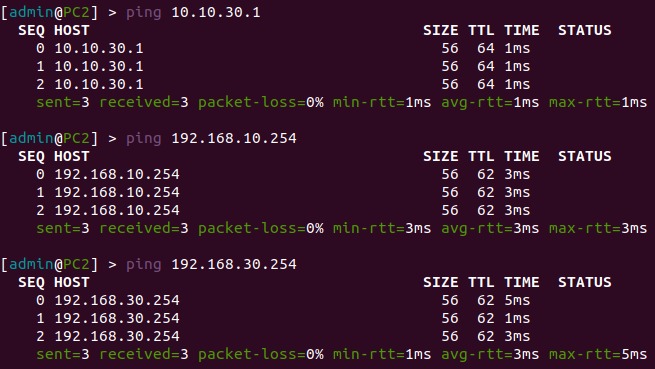 [admin@PC2] > ping 10.10.30.1
SEQ HOST SIZE TTL TIME STATUS
0 10.10.30.1 56 64 1ms
1 10.10.30.1 56 64 1ms
2 10.10.30.1 56 64 1ms
sent=3 received=3 packet-loss=0% min-rtt=1ms avg-rtt=1ms max-rtt=1ms
[admin@PC2] > ping 192.168.10.254
SEQ HOST SIZE TTL TIME STATUS
0 192.168.10.254 56 62 3ms
1 192.168.10.254 56 62 3ms
2 192.168.10.254 56 62 3ms
sent=3 received=3 packet-loss=0% min-rtt=3ms avg-rtt=3ms max-rtt=3ms
[admin@PC2] > ping 192.168.30.254
SEQ HOST SIZE TTL TIME STATUS
0 192.168.30.254 56 62 5ms
1 192.168.30.254 56 62 1ms
2 192.168.30.254 56 62 3ms
sent=3 received=3 packet-loss=0% min-rtt=1ms avg-rtt=3ms max-rtt=5ms